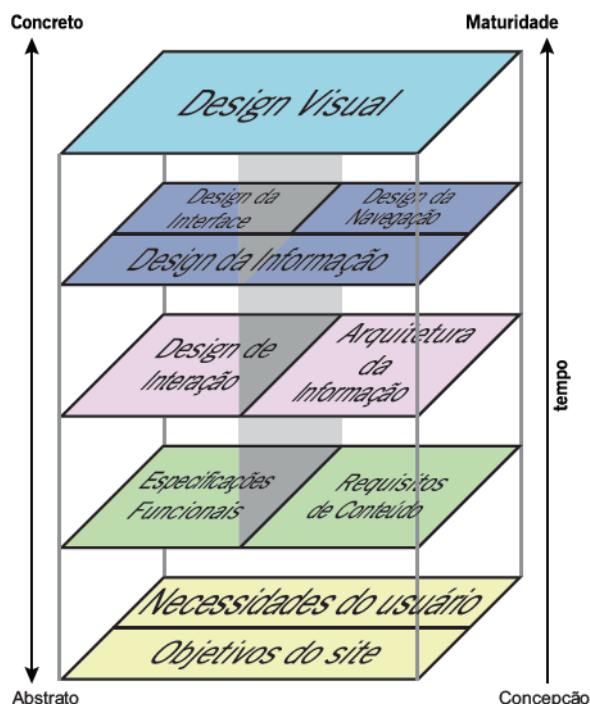 Concreto
Maturidade
Design Visual
Design da
Interface
Design da
Navegação
Design da Informação
Design de
Interação
Arquitetura
da
Informação
tempo
Especificações
Funcionais
Requisitos
de Conteúdo
Necessidades do usuário
Objetivos do site
Abstrato
Concepção